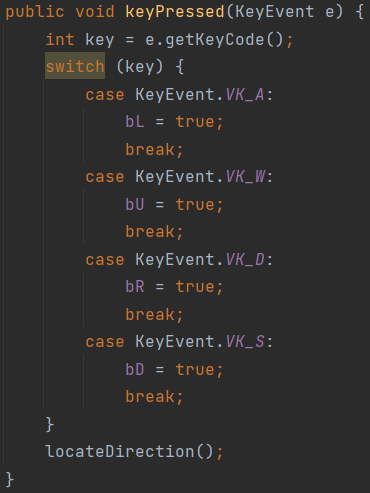 public void keyPressed(KeyEvent e) {
    int key = e.getKeyCode();
    switch (key) {
        case KeyEvent.VK_A:
            bL = true;
            break;
        case KeyEvent.VK_W:
            bU = true;
            break;
        case KeyEvent.VK_D:
            bR = true;
            break;
        case KeyEvent.VK_S:
            bD = true;
            break;
    }
    locateDirection();
}